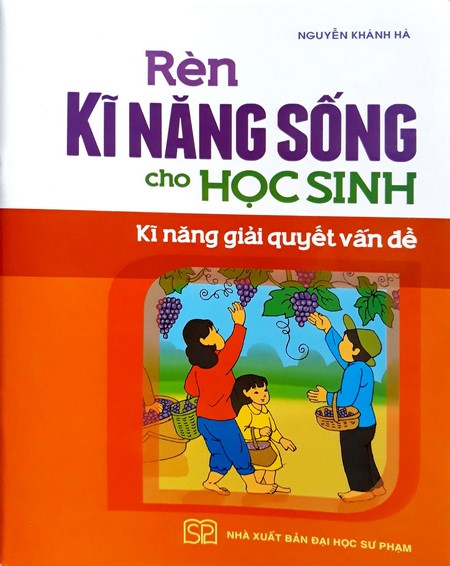 NGUYỄN KHÁNH HÀ
Rèn
KĨ NĂNG SỐNG
cho HỌC SINH
Kĩ năng giải quyết vấn đề
SP
NHÀ XUẤT BẢN ĐẠI HỌC SƯ PHẠM